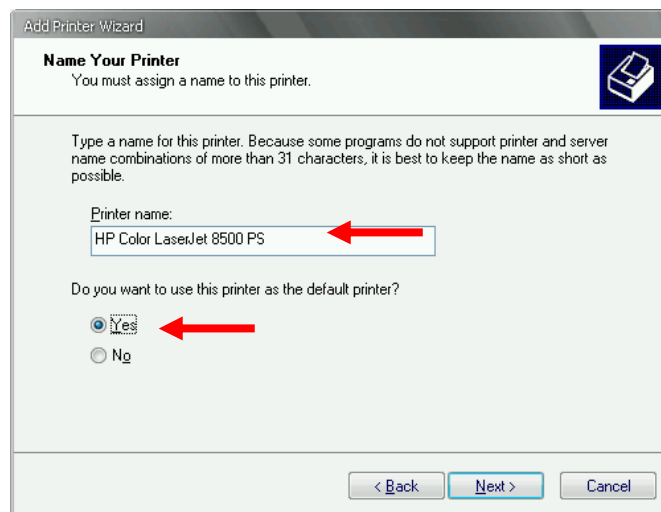 Add Printer Wizard
Name Your Printer
You must assign a name to this printer.
Type a name for this printer. Because some programs do not support printer and server
name combinations of more than 31 characters, it is best to keep the name as short as
possible.
Printer name:
HP Color LaserJet 8500 PS
Do you want to use this printer as the default printer?
Yes
No
< Back Next > Cancel